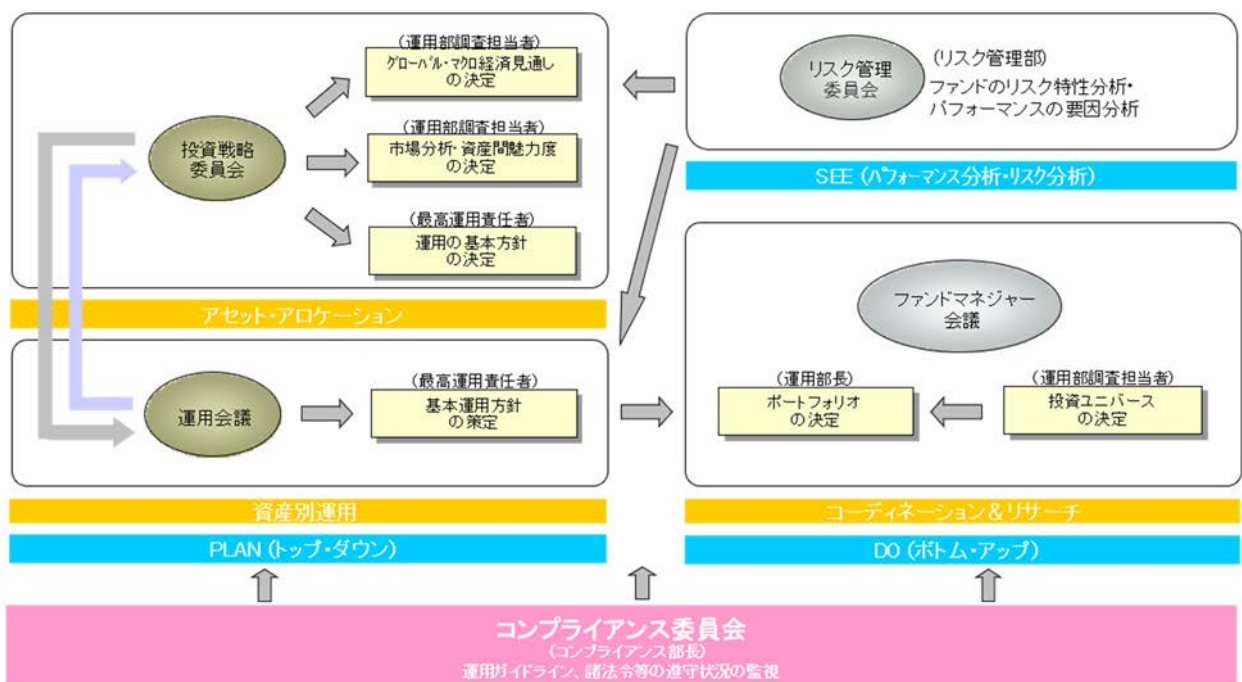 (運用部調査担当者)
グローバル・マクロ経済見通し
の決定
投資戦略
委員会
(運用部調査担当者)
市場分析・資産間魅力度
の決定
(最高運用責任者)
運用の基本方針
の決定
アセット・アロケーション
運用会議
(最高運用責任者)
基本運用方針
の策定
資産別運用
PLAN (トップ・ダウン)
リスク管理
委員会
(リスク管理部)
ファンドのリスク特性分析・
パフォーマンスの要因分析
SEE (パフォーマンス分析・リスク分析)
ファンドマネジャー
会議
(運用部長)
ポートフォリオ
の決定
(運用部調査担当者)
投資ユニバース
の決定
コーディネーション&リサーチ
DO (ボトム・アップ)
コンプライアンス委員会
(コンプライアンス部長)
運用ガイドライン、諸法令等の遵守状況の監視